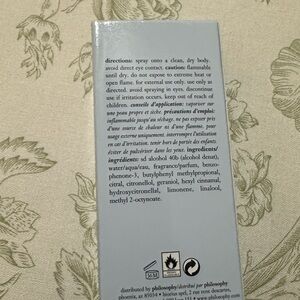 directions: spray onto a clean, dry body.
avoid direct eye contact. caution: flammable
until dry. do not expose to extreme heat or
open flame. for external use only. use only as
directed. avoid spraying in eyes. discontinue
use if irritation occurs. keep out of reach of
children. conseils d'application: vaporiser sur
une peau propre et sèche. précautions d'emploi:
inflammable jusqu'au séchage. ne pas exposer près
d'une source de chaleur ni d'une flamme. pour
usage externe uniquement. interrompre l'utilisation
en cas d'irritation. tenir hors de portée des enfants.
éviter de pulvériser dans les yeux. ingredients/
ingrédients: sd alcohol 40b (alcohol denat),
water/aqua/eau, fragrance/parfum, benzo-
phenone-3, butylphenyl methylpropional,
citral, citronellol, geraniol, hexyl cinnamal,
hydroxycitronellal, limonene, linalool,
methyl 2-octynoate.
distributed by philosophy/distribué par philosophy
phoenix, az 85034